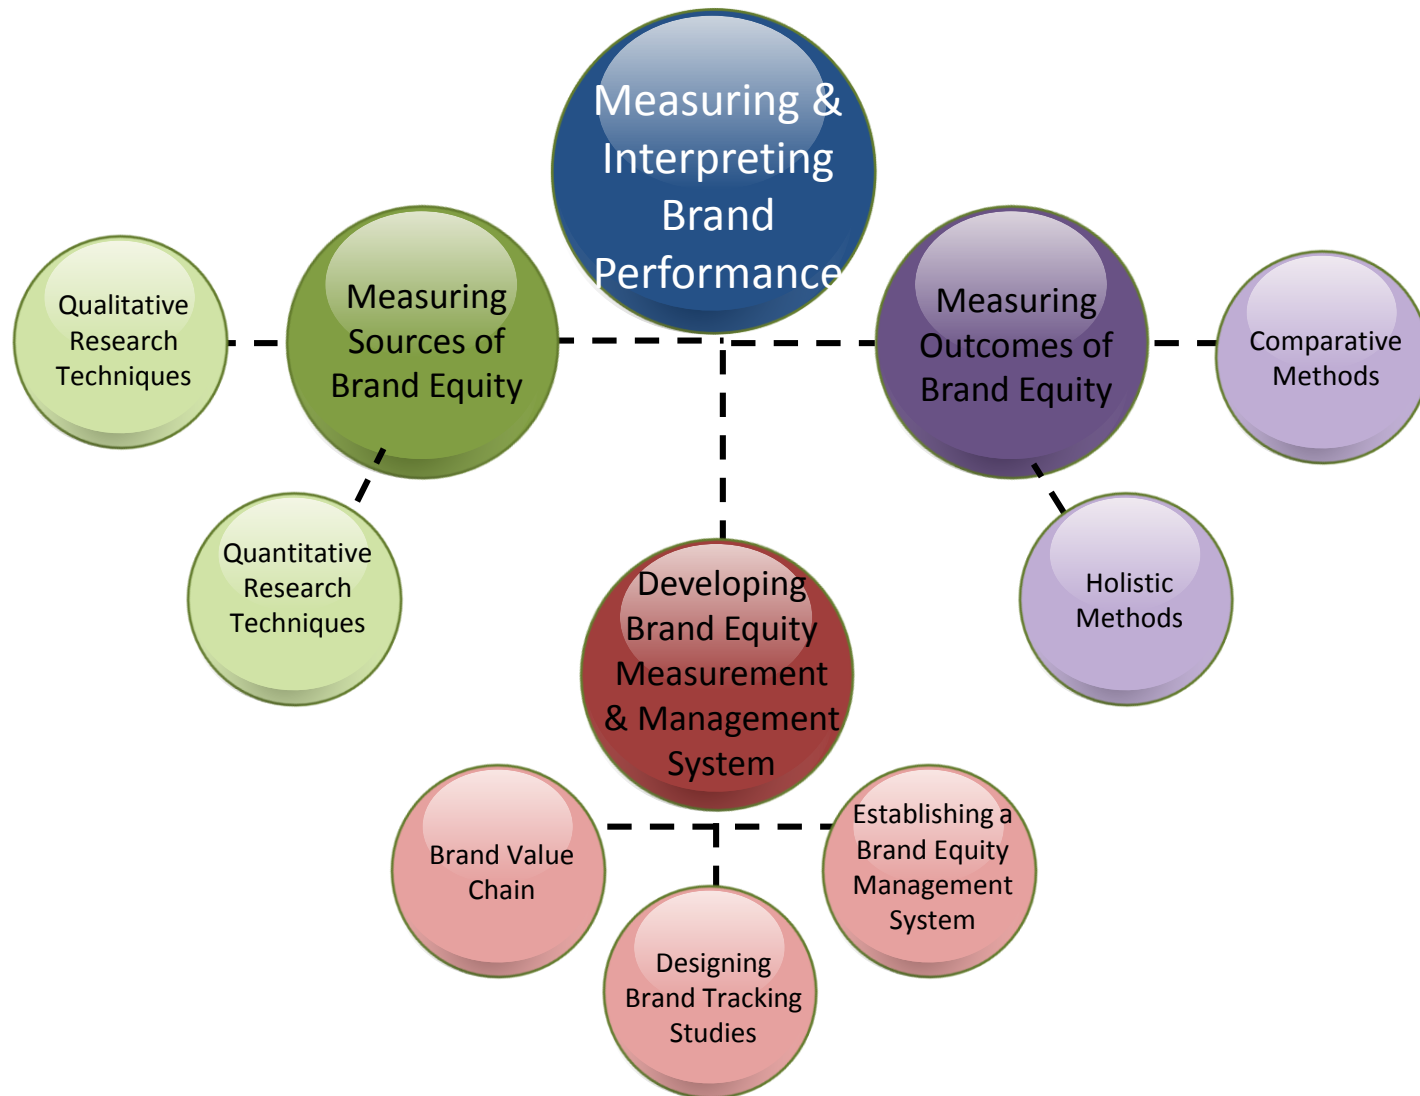 Measuring &
Interpreting
Brand
Performance
Measuring
Sources of
Brand Equity
Qualitative
Research
Techniques
Quantitative
Research
Techniques
Measuring
Outcomes of
Brand Equity
Comparative
Methods
Holistic
Methods
Developing
Brand Equity
Measurement
& Management
System
Brand Value
Chain
Designing
Brand Tracking
Studies
Establishing a
Brand Equity
Management
System